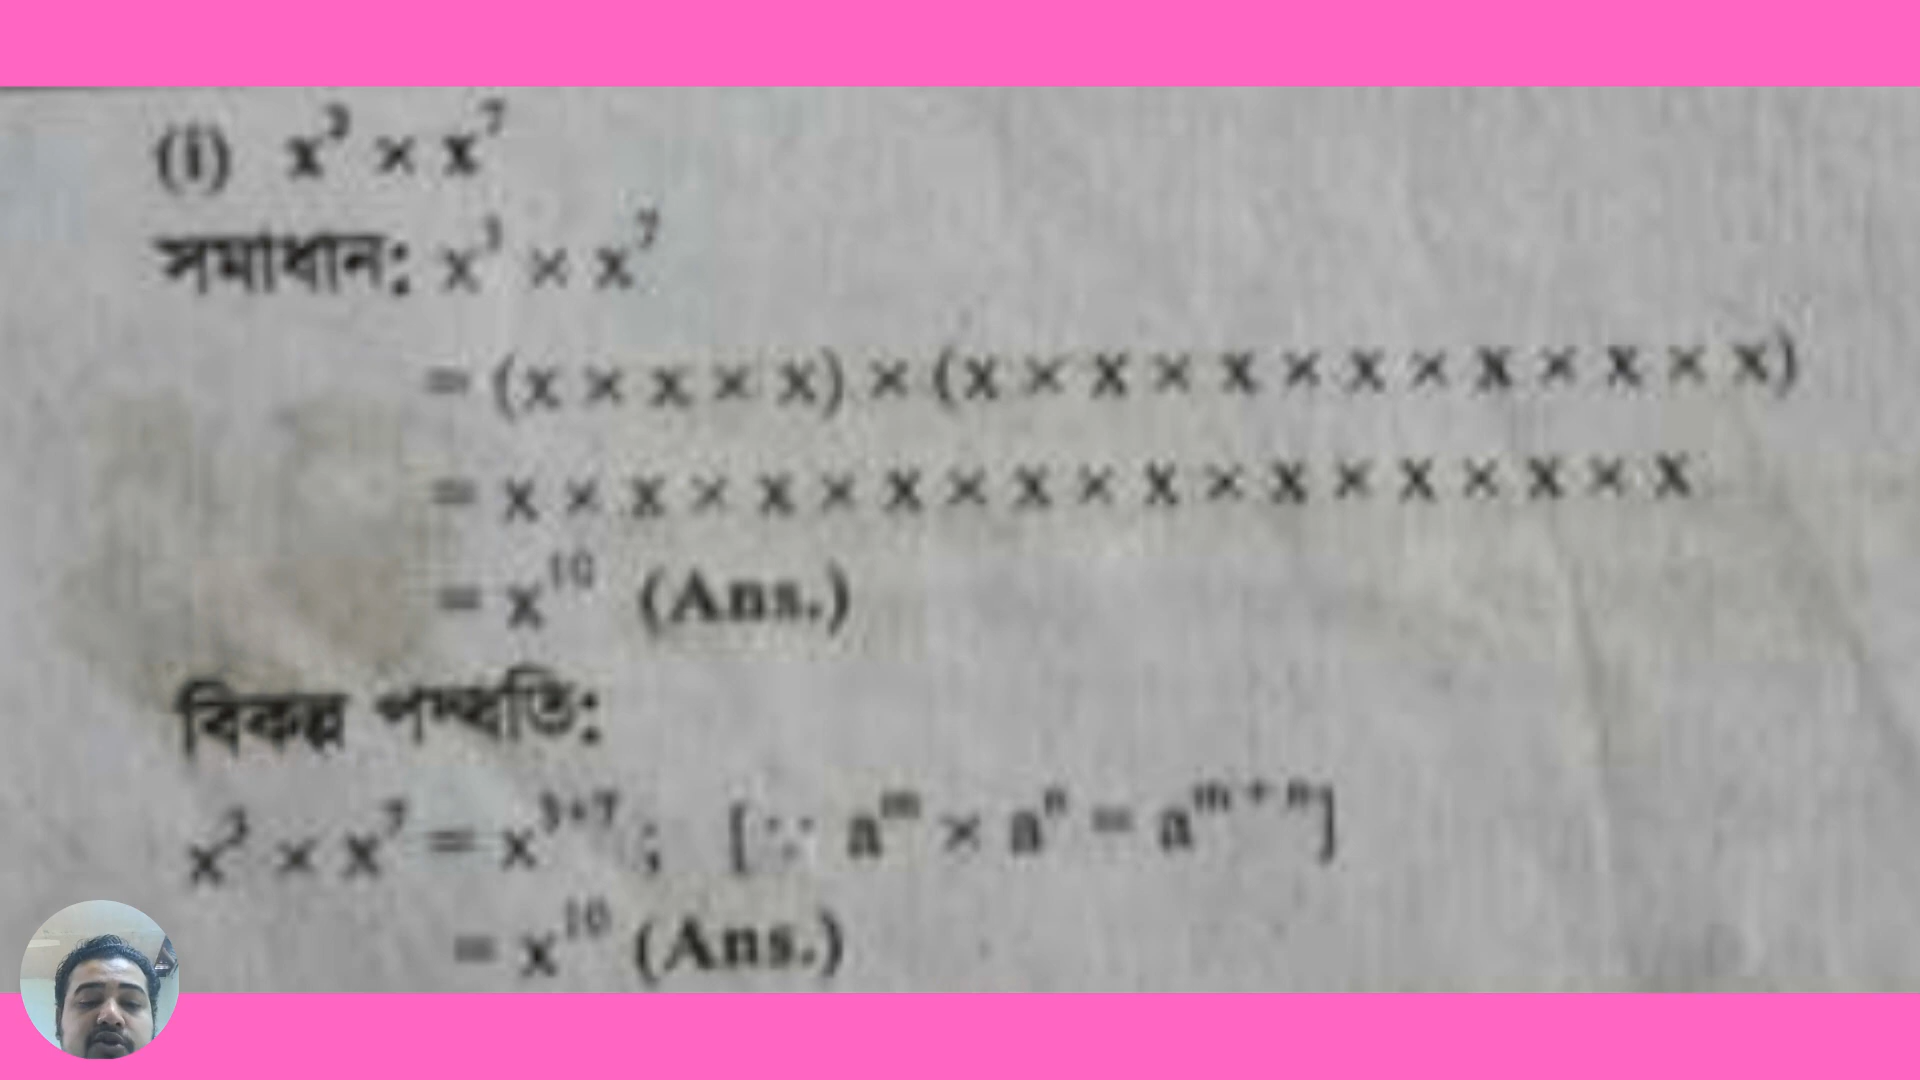 (i) x³ × x⁷
সমাধান: x³ × x⁷
= (x × x × x) × (x × x × x × x × x × x × x)
= x × x × x × x × x × x × x × x × x × x
= x¹⁰ (Ans.)
বিকল্প পদ্ধতি:
x³ × x⁷ = x³⁺⁷ ; [∵ aᵐ × aⁿ = aᵐ⁺ⁿ]
= x¹⁰ (Ans.)